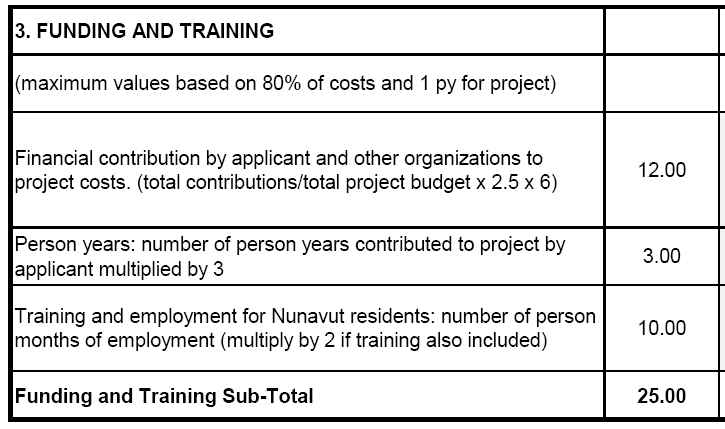 3. FUNDING AND TRAINING
(maximum values based on 80% of costs and 1 py for project)
Financial contribution by applicant and other organizations to
project costs. (total contributions/total project budget x 2.5 x 6)
12.00
Person years: number of person years contributed to project by
applicant multiplied by 3
3.00
Training and employment for Nunavut residents: number of person
months of employment (multiply by 2 if training also included)
10.00
Funding and Training Sub-Total
25.00